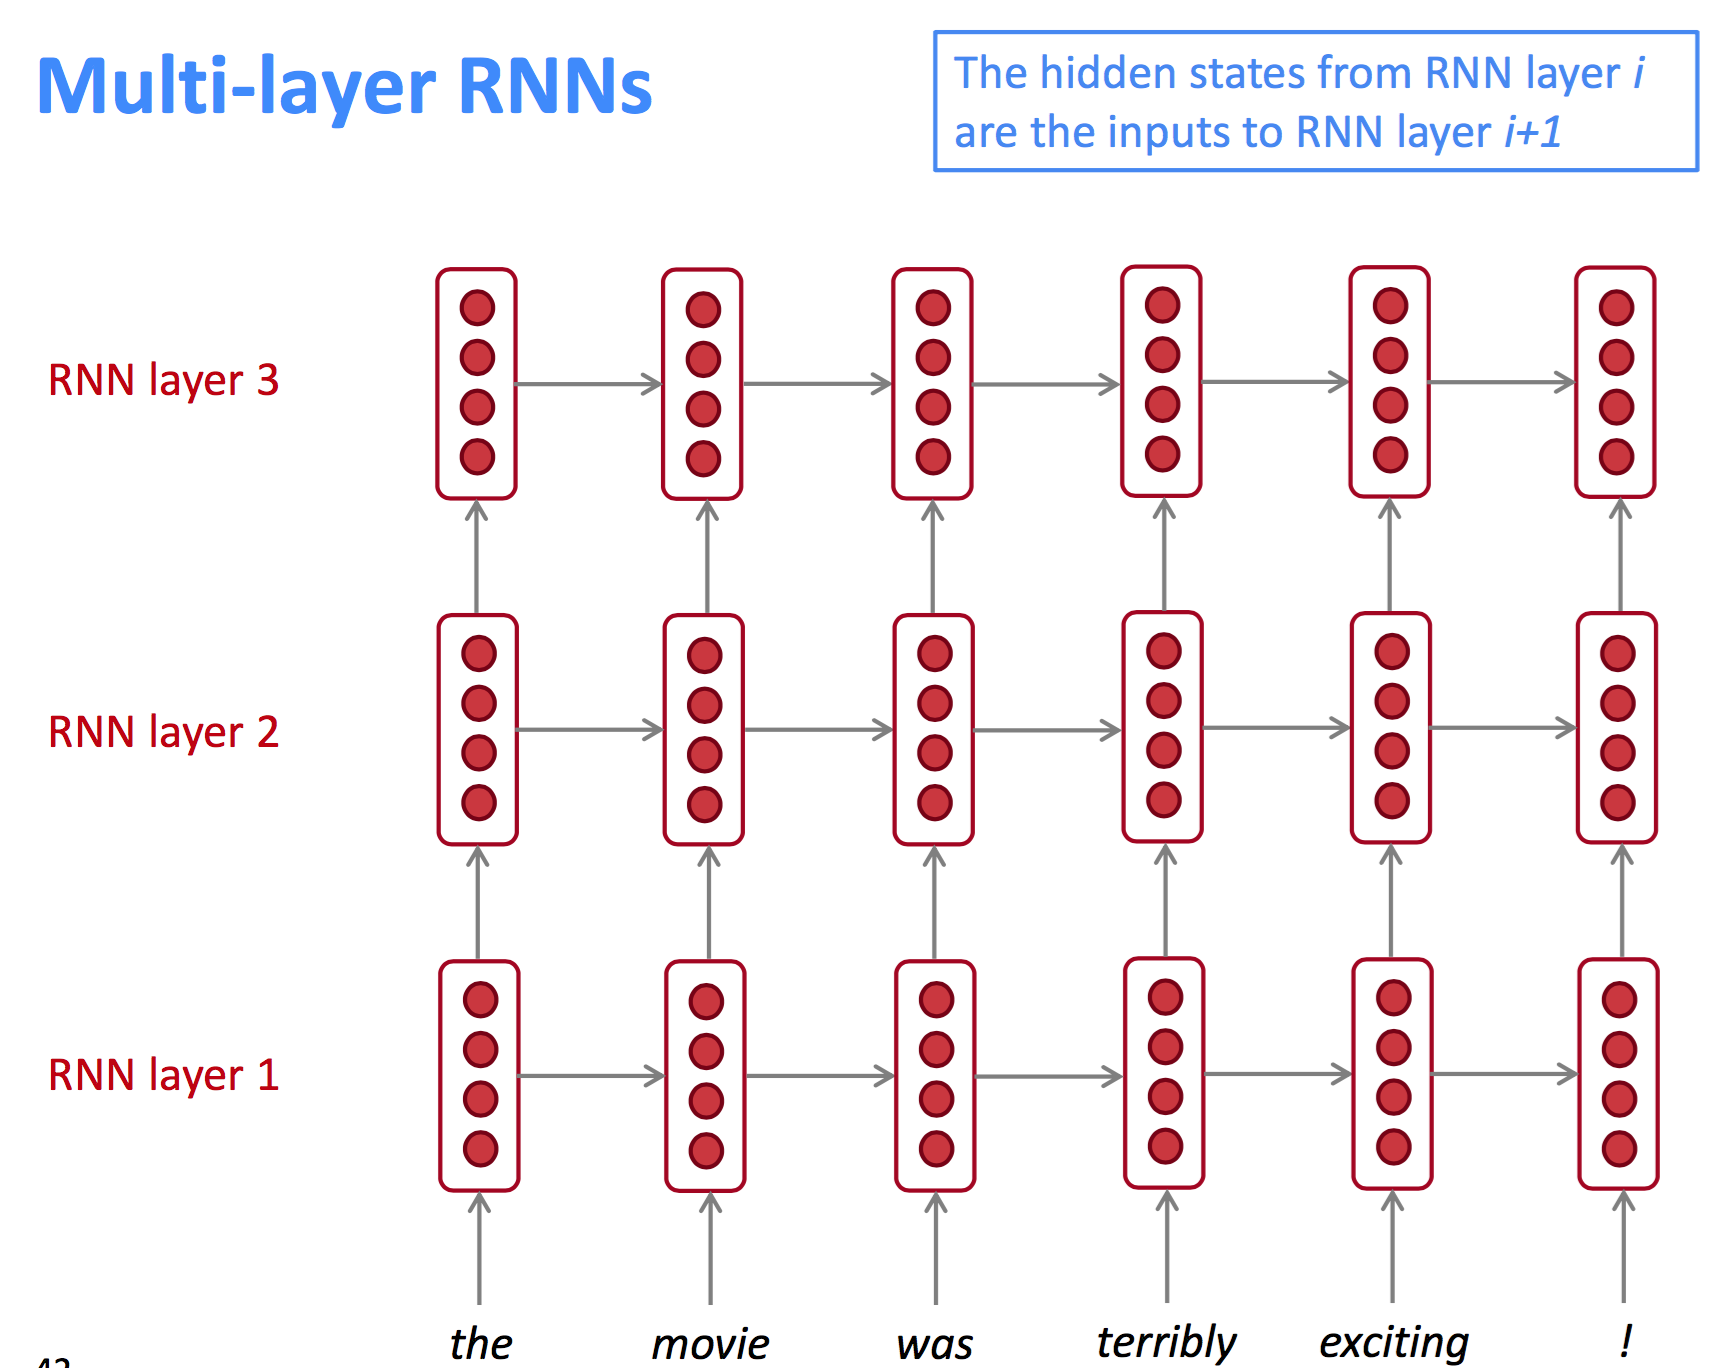 Multi-layer RNNs
The hidden states from RNN layer i
are the inputs to RNN layer i+1
RNN layer 3
RNN layer 2
RNN layer 1
the movie was terribly exciting !